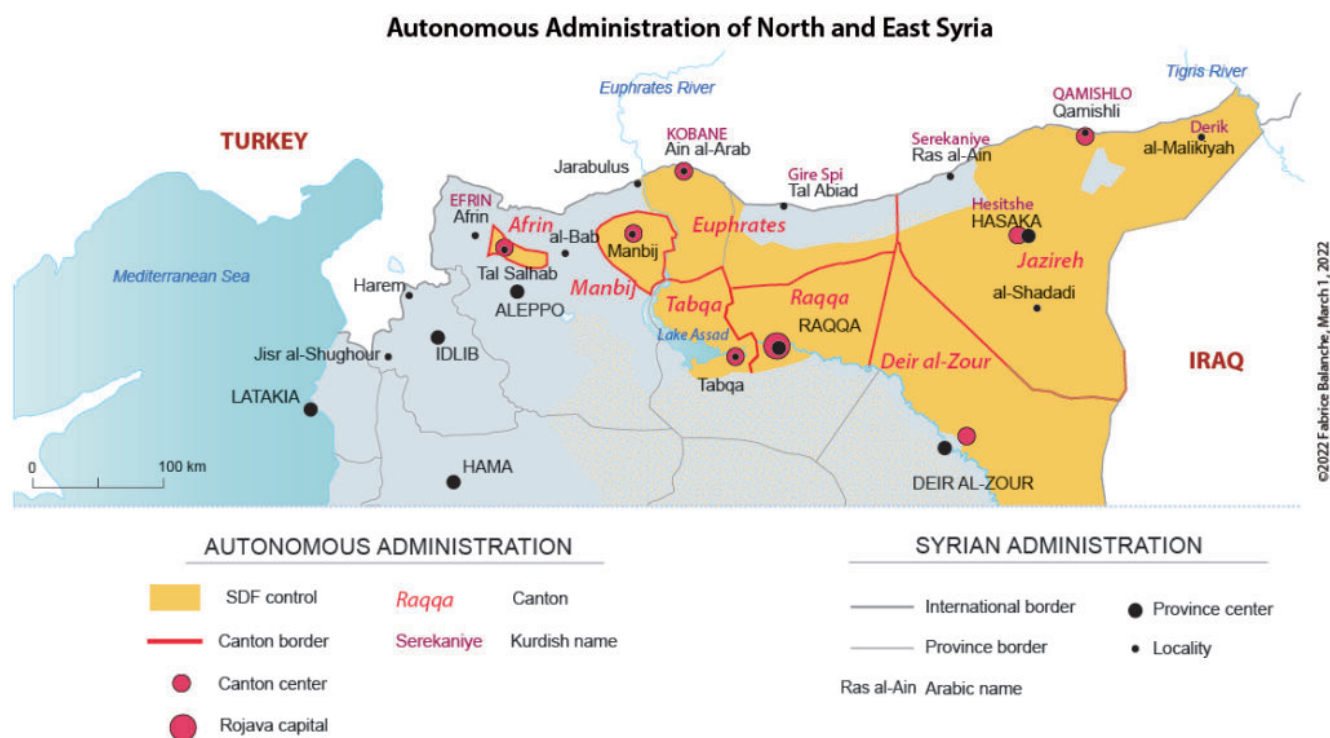 Autonomous Administration of North and East Syria
Tigris River
Euphrates River
QAMISHLO
Qamishli
TURKEY
KOBANE
Ain al-Arab
Serekaniye
Ras al-Ain
Derik
al-Malikiyah
Jarabulus
Gire Spi
Tal Abiad
EFRIN
Afrin
Afrin
al-Bab
Manbij
Euphrates
Hesitshe
HASAKA
Jazireh
Mediterranean Sea
Tal Salhab
Harem
ALEPPO
Manbij
Tabqa
Raqqa
al-Shadadi
RAQQA
Lake Assad
IDLIB
Jisr al-Shughour
Deir al-Zour
IRAQ
Tabqa
LATAKIA
0 100 km
HAMA
DEIR AL-ZOUR
©2022 Fabrice Balanche, March 1, 2022
AUTONOMOUS ADMINISTRATION
SDF control
Raqqa Canton
Canton border
Serekaniye Kurdish name
Canton center
Rojava capital
SYRIAN ADMINISTRATION
International border
Province center
Province border
Locality
Ras al-Ain Arabic name